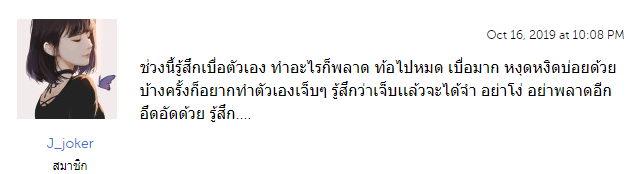 Oct 16, 2019 at 10:08 PM
ช่วงนี้รู้สึกเบื่อตัวเอง ทำอะไรก็พลาด ท้อไปหมด เบื่อมาก หงุดหงิดบ่อยด้วย
บ้างครั้งก็อยากทำตัวเองเจ็บๆ รู้สึกว่าเจ็บแล้วจะได้จำ อย่าโง่ อย่าพลาดอีก
อึดอัดด้วย รู้สึก....
J_joker
สมาชิก